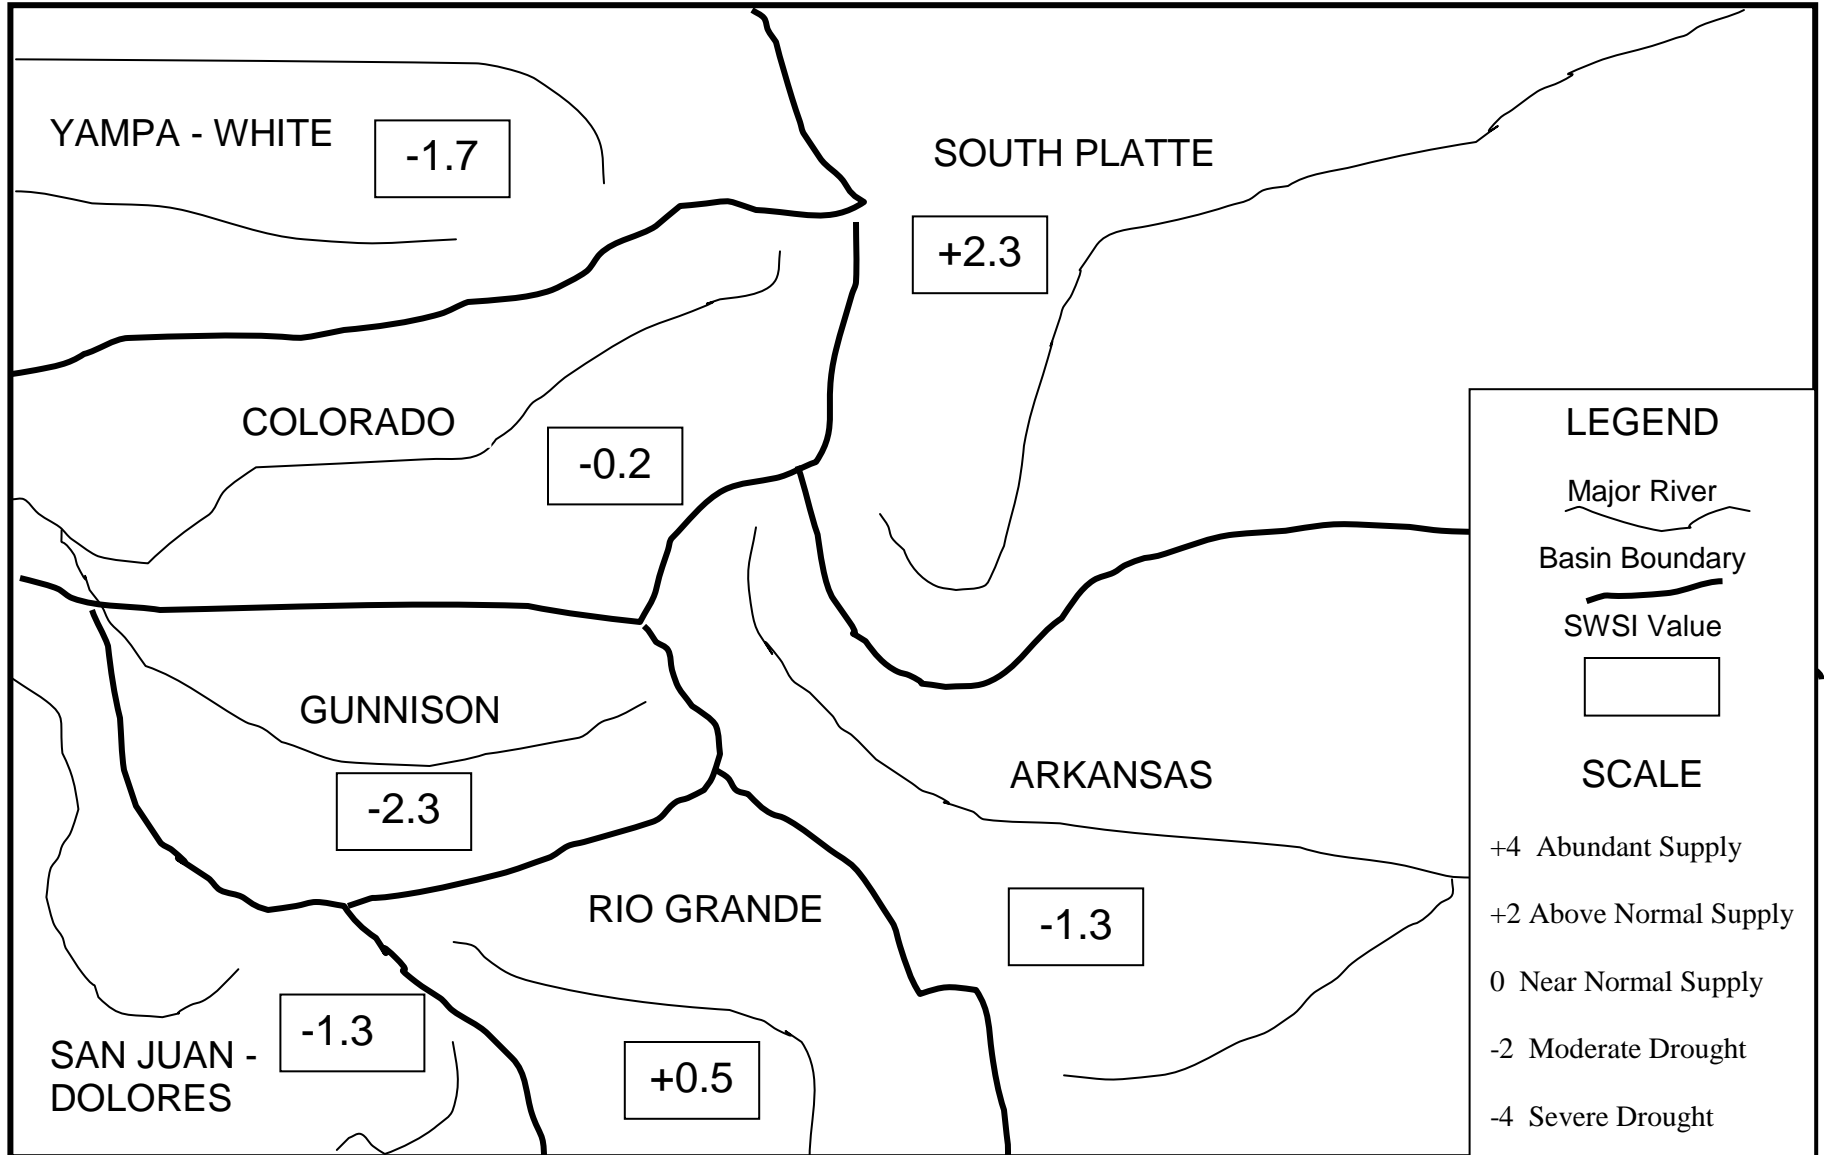 YAMPA - WHITE
-1.7
SOUTH PLATTE
+2.3
COLORADO
-0.2
GUNNISON
-2.3
ARKANSAS
-1.3
RIO GRANDE
+0.5
SAN JUAN -
DOLORES
-1.3
LEGEND
Major River
Basin Boundary
SWSI Value
SCALE
+4 Abundant Supply
+2 Above Normal Supply
0 Near Normal Supply
-2 Moderate Drought
-4 Severe Drought